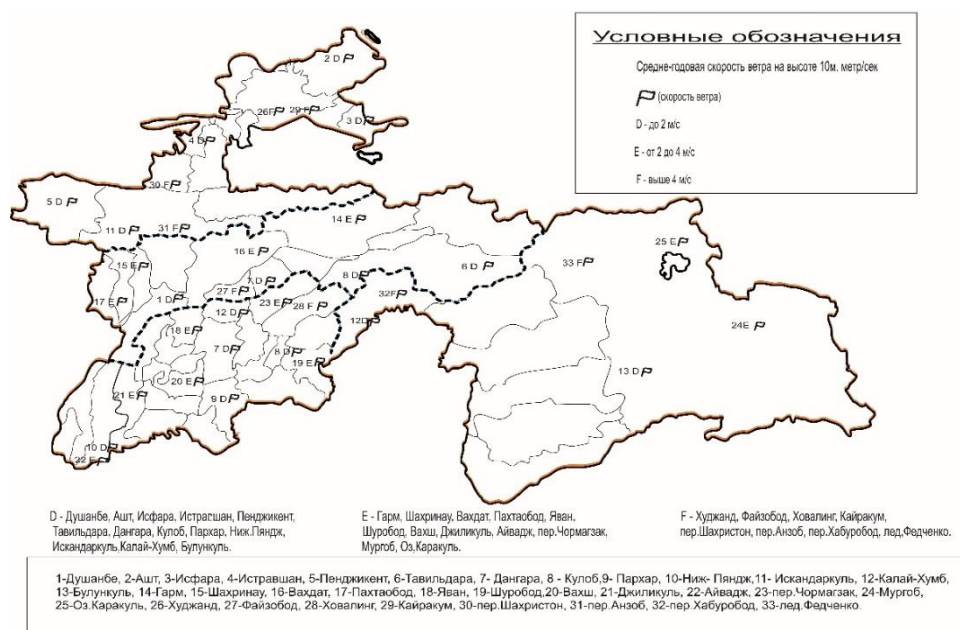 Условные обозначения
Средне-годовая скорость ветра на высоте 10м. метр/сек
(скорость ветра)
D - до 2 м/с
E - от 2 до 4 м/с
F - выше 4 м/с
2 D
26F 29 F
3 D
4 D
30 F
5 D
11 D 31 F
14 E
15 E
16 E
25 E
33 F
6 D
8 D
7 D
17 E 1 D
27 F
32F
23 E 28 F
12 D
12D
18 E
24E
7 D
8 D
19 E
13 D
20 E
21 E
9 D
10 D
22 E
D - Душанбе, Ашт, Исфара, Истрагшан, Пенджикент,
Тавильдара, Дангара, Кулоб, Пархар, Ниж.Пяндж,
Искандаркуль,Калай-Хумб, Булункуль.
E - Гарм, Шахринау, Вахдат, Пахтаобод, Яван,
Шуробод, Вахш, Джиликуль, Айвадж, пер.Чормагзак,
Мургоб, Оз.Каракуль.
F - Худжанд, Файзобод, Ховалинг, Кайракум,
пер.Шахристон, пер.Анзоб, пер.Хабуробод, лед.Федченко.
1-Душанбе, 2-Ашт, 3-Исфара, 4-Истравшан, 5-Пенджикент, 6-Тавильдара, 7- Дангара, 8 - Кулоб,9- Пархар, 10-Ниж- Пяндж,11- Искандаркуль, 12-Калай-Хумб,
13-Булункуль, 14-Гарм, 15-Шахринау, 16-Вахдат, 17-Пахтаобод, 18-Яван, 19-Шуробод,20-Вахш, 21-Джиликуль, 22-Айвадж, 23-пер.Чормагзак, 24-Мургоб,
25-Оз.Каракуль, 26-Худжанд, 27-Файзобод, 28-Ховалинг, 29-Кайракум, 30-пер.Шахристон, 31-пер.Анзоб, 32-пер.Хабуробод, 33-лед.Федченко.